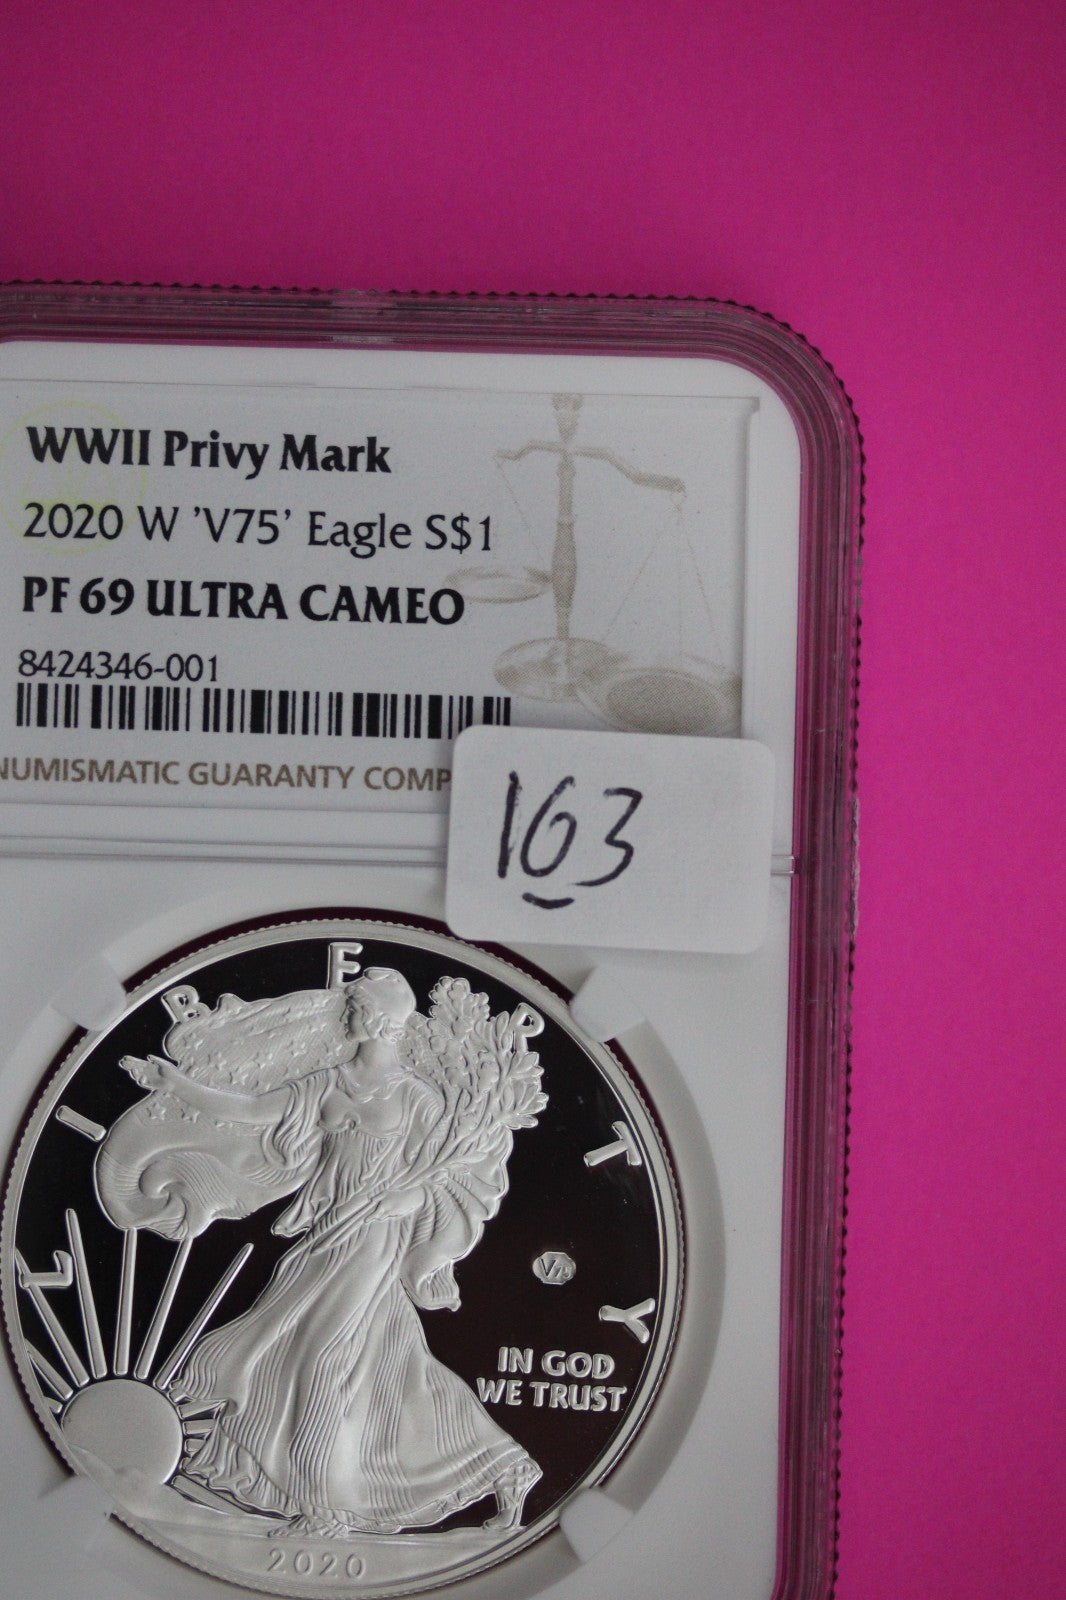 WWII Privy Mark
2020 W 'V75' Eagle S$1
PF 69 ULTRA CAMEO
8424346-001
NUMISMATIC GUARANTY COMP
163
LIBERTY
V75
IN GOD
WE TRUST
2020